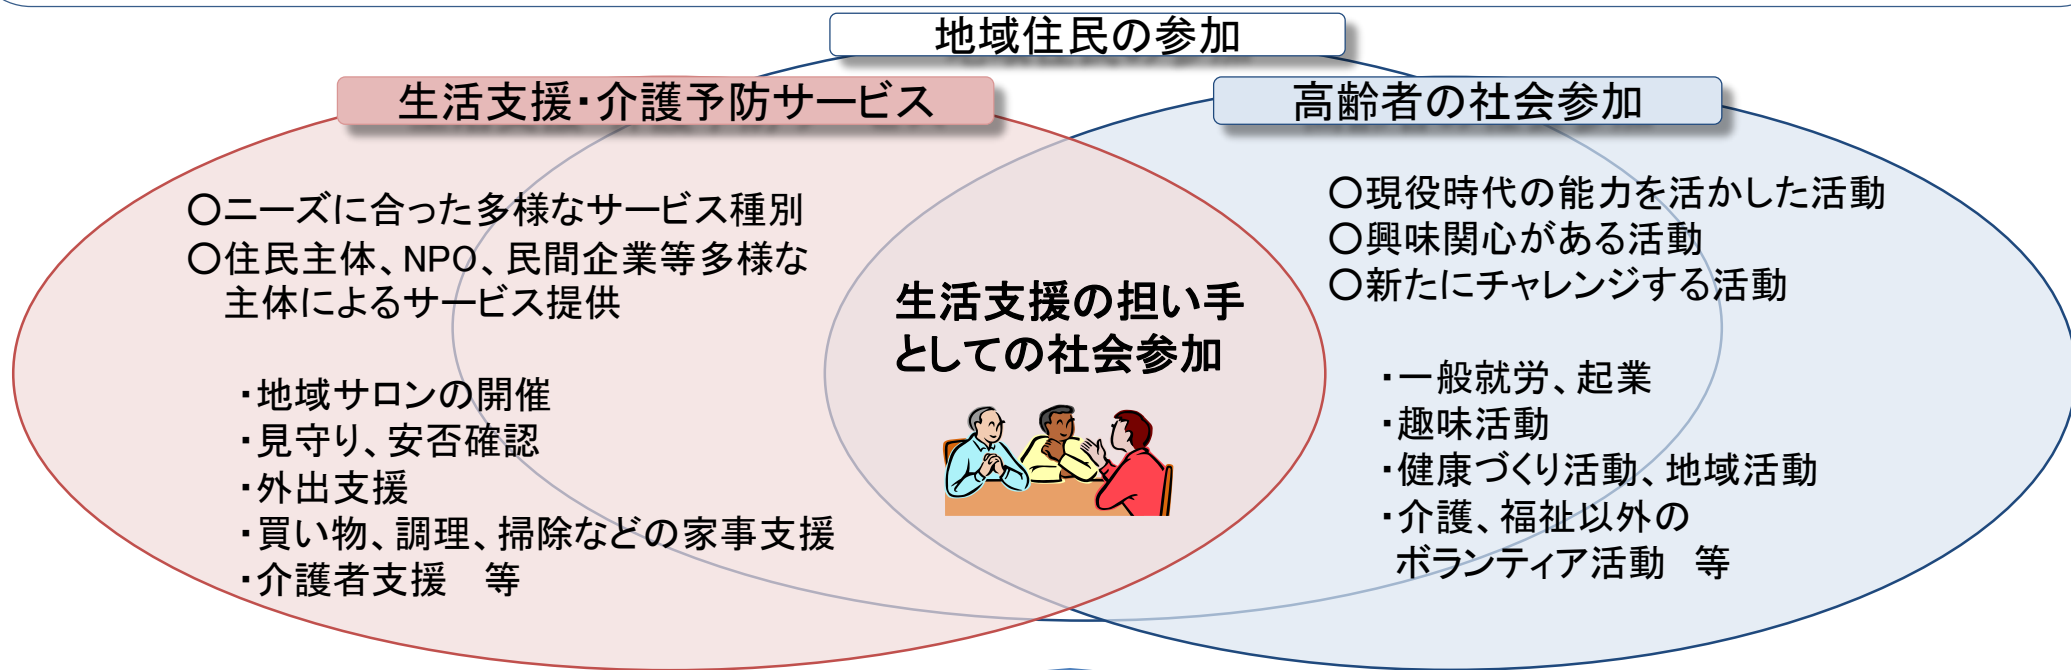 地域住民の参加
生活支援・介護予防サービス
○ニーズに合った多様なサービス種別
○住民主体、NPO、民間企業等多様な
主体によるサービス提供
・地域サロンの開催
・見守り、安否確認
・外出支援
・買い物、調理、掃除などの家事支援
・介護者支援　等
生活支援の担い手
としての社会参加
高齢者の社会参加
○現役時代の能力を活かした活動
○興味関心がある活動
○新たにチャレンジする活動
・一般就労、起業
・趣味活動
・健康づくり活動、地域活動
・介護、福祉以外の
ボランティア活動　等